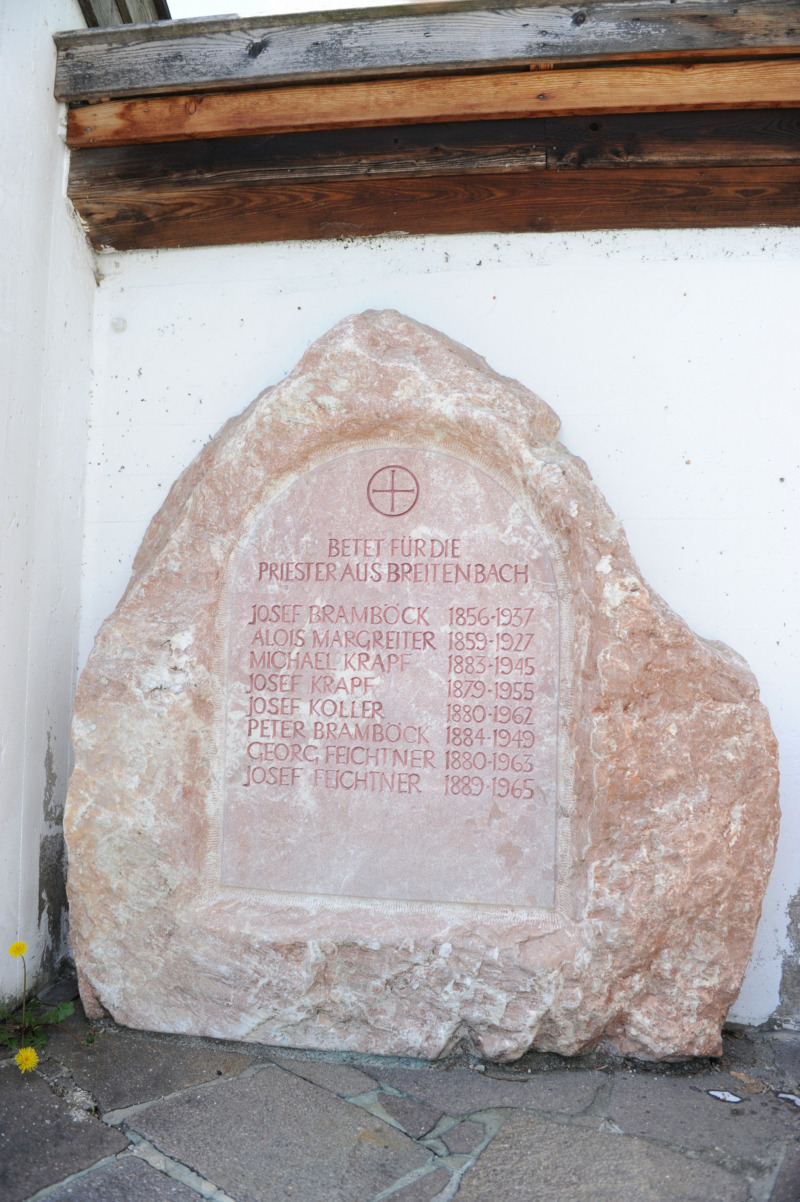 BETET FÜR DIE
PRIESTER AUS BREITENBACH
JOSEF BRAMBÖCK 1856·1937
ALOIS MARGREITER 1859·1927
MICHAEL KRAPF 1883·1945
JOSEF KRAPF 1879·1955
JOSEF KOLLER 1880·1962
PETER BRAMBÖCK 1884·1949
GEORG FEICHTNER 1880·1963
JOSEF FEICHTNER 1889·1965